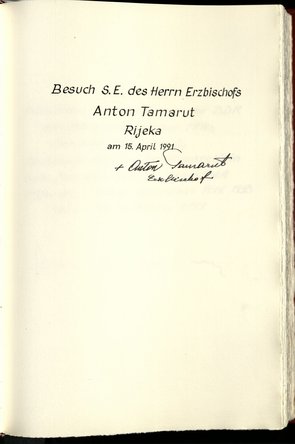 Besuch S.E. des Herrn Erzbischofs
Anton Tamarut
Rijeka
am 15. April 1991
+ Anton Tamarut
Erzbischof